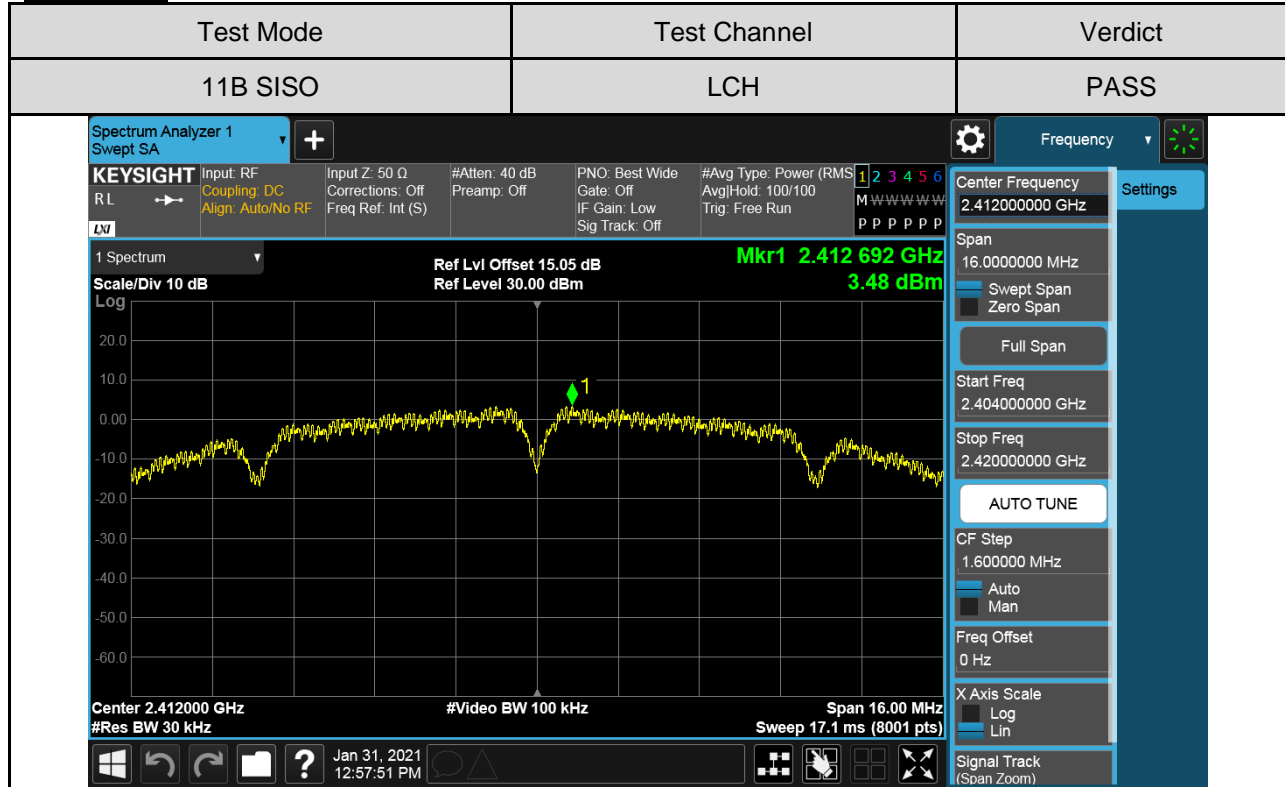 Test Mode Test Channel Verdict
11B SISO LCH PASS
Spectrum Analyzer 1
Swept SA
+
Frequency
KEYSIGHT
R L
LXI
Input: RF
Coupling: DC
Align: Auto/No RF
Input Z: 50 Ω
Corrections: Off
Freq Ref: Int (S)
#Atten: 40 dB
Preamp: Off
PNO: Best Wide
Gate: Off
IF Gain: Low
Sig Track: Off
#Avg Type: Power (RMS
Avg|Hold: 100/100
Trig: Free Run
1 2 3 4 5 6
M W W W W W
P P P P P P
Center Frequency
2.412000000 GHz
Settings
1 Spectrum
Scale/Div 10 dB
Ref Lvl Offset 15.05 dB
Ref Level 30.00 dBm
Mkr1 2.412 692 GHz
3.48 dBm
Log
20.0
10.0
0.00
-10.0
-20.0
-30.0
-40.0
-50.0
-60.0
1
Center 2.412000 GHz
#Res BW 30 kHz
#Video BW 100 kHz
Span 16.00 MHz
Sweep 17.1 ms (8001 pts)
Span
16.0000000 MHz
Swept Span
Zero Span
Full Span
Start Freq
2.404000000 GHz
Stop Freq
2.420000000 GHz
AUTO TUNE
CF Step
1.600000 MHz
Auto
Man
Freq Offset
0 Hz
X Axis Scale
Log
Lin
Signal Track
(Span Zoom)
?
Jan 31, 2021
12:57:51 PM